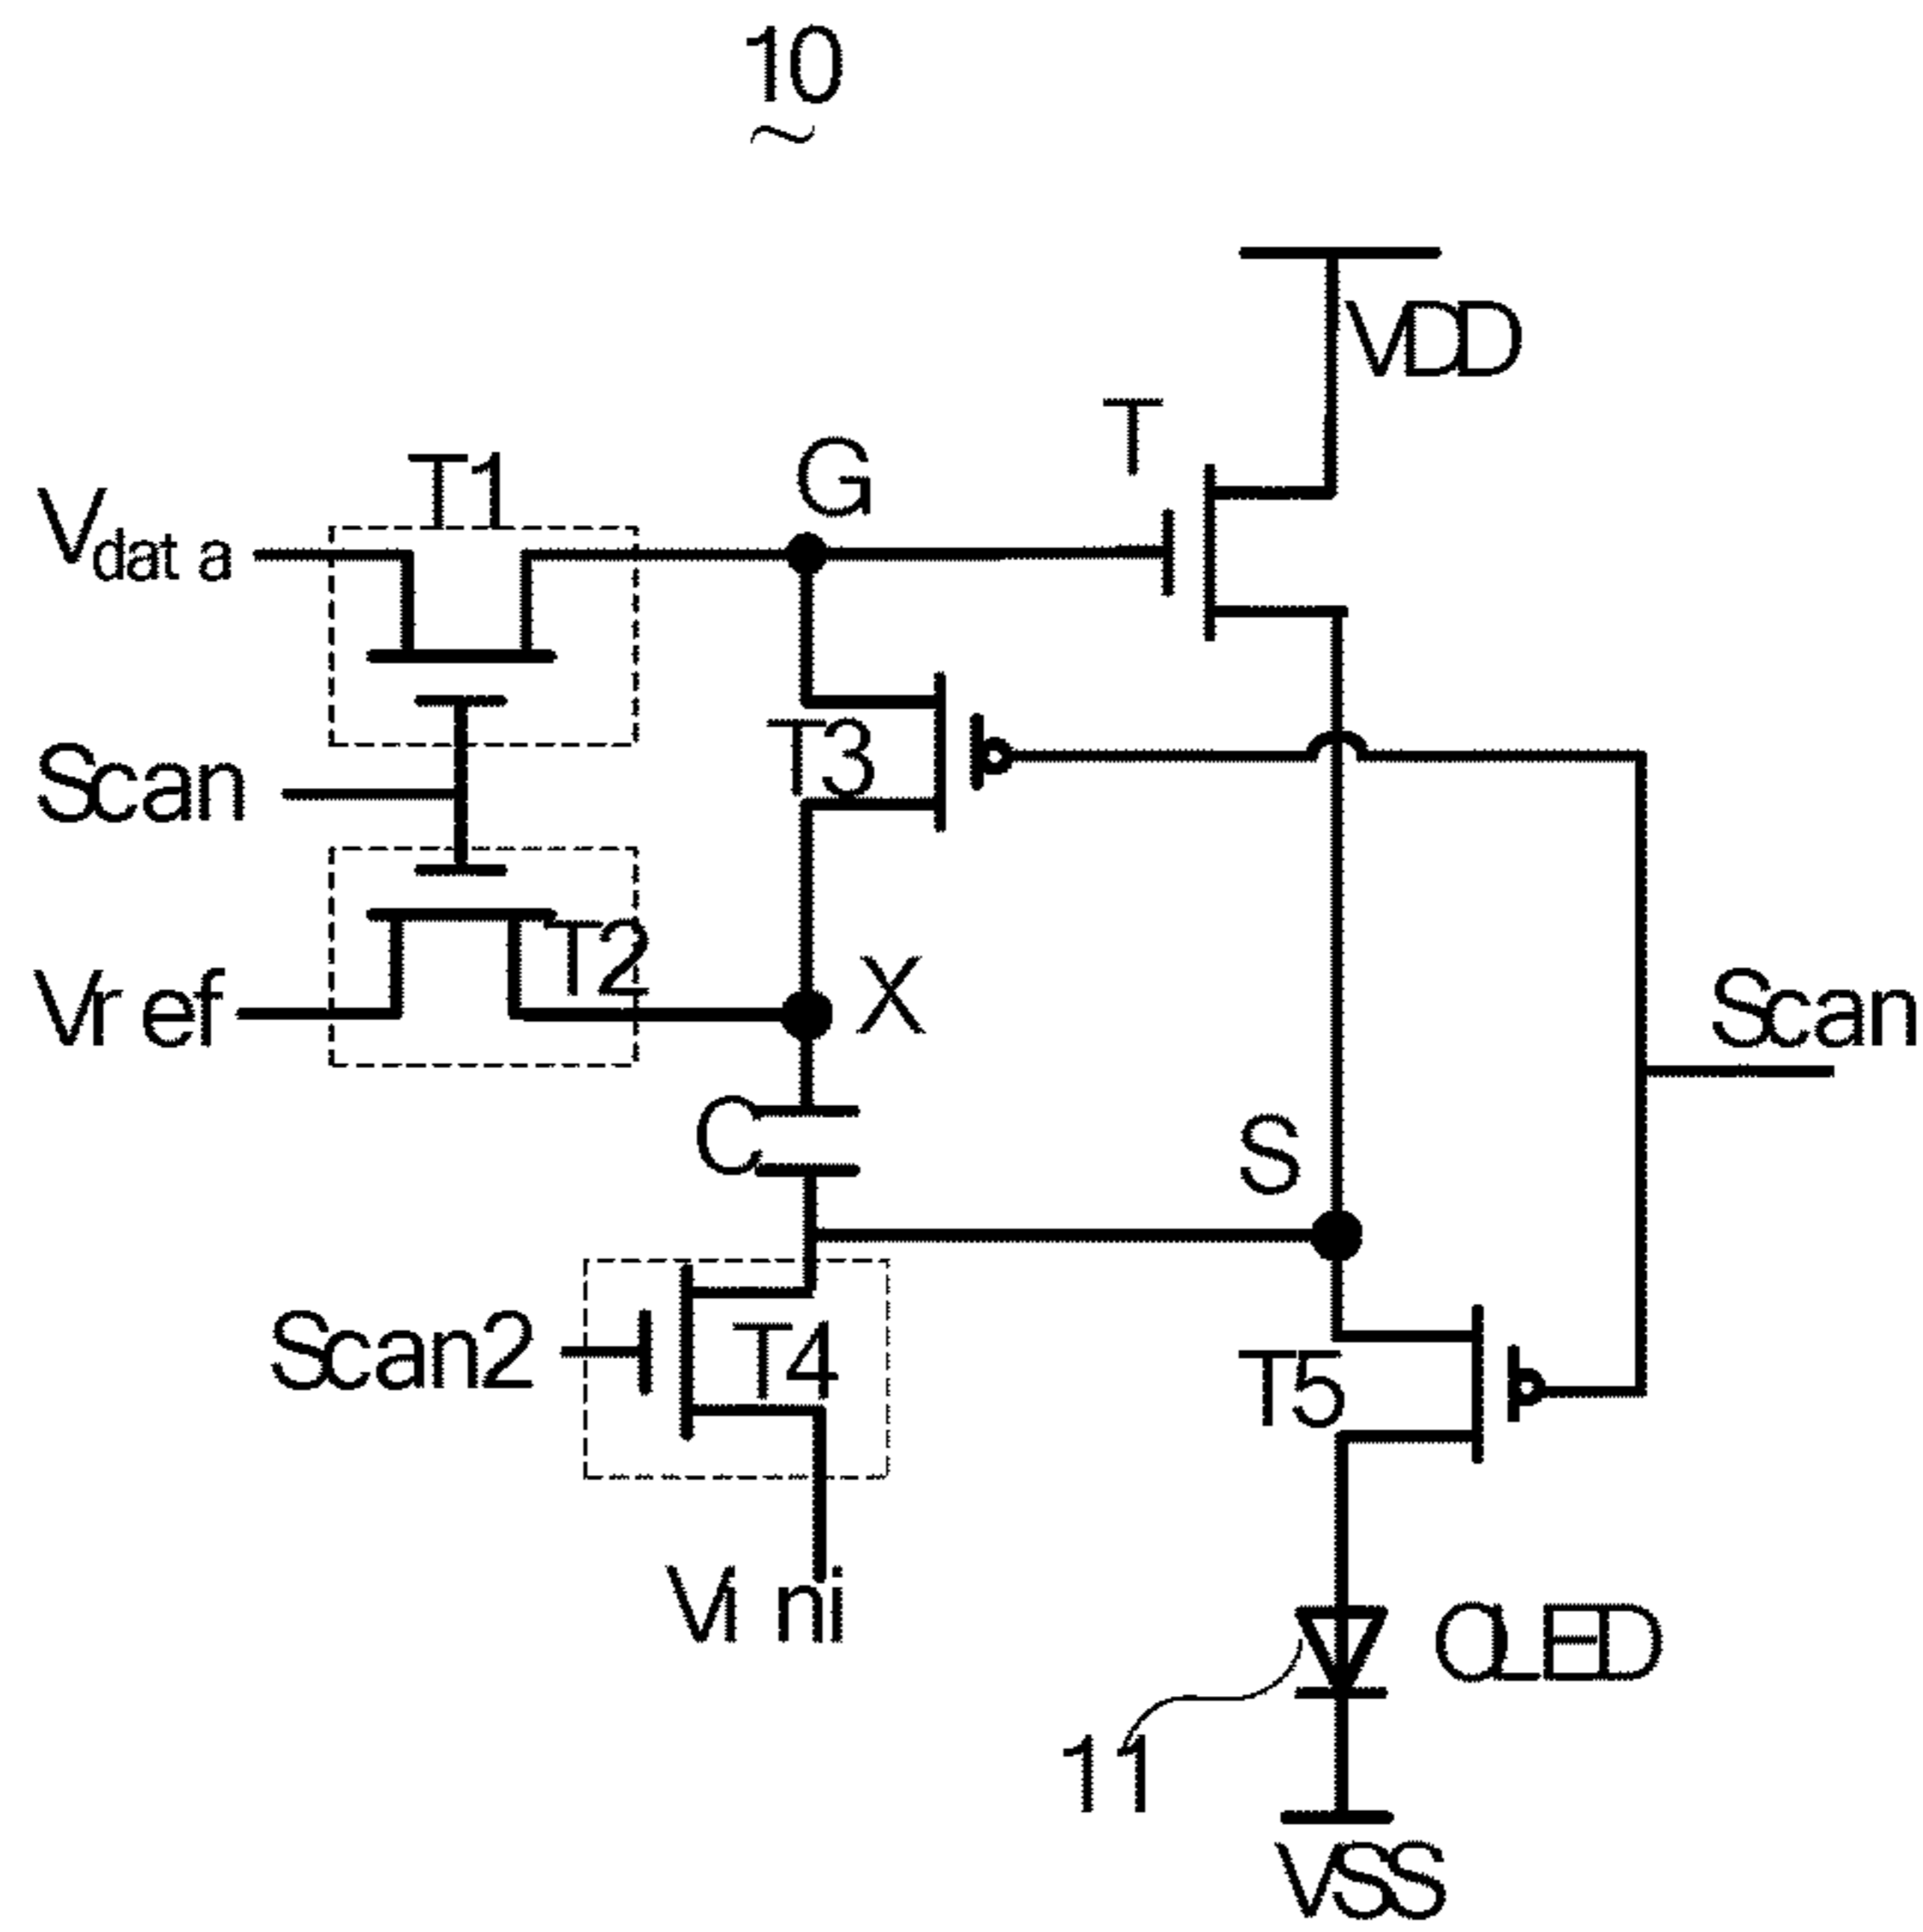 10
VDD
T
G
T1
Vdata
T3
Scan
T2
Vref
X
Scan
C
S
Scan2
T4
T5
Vini
OLED
11
VSS